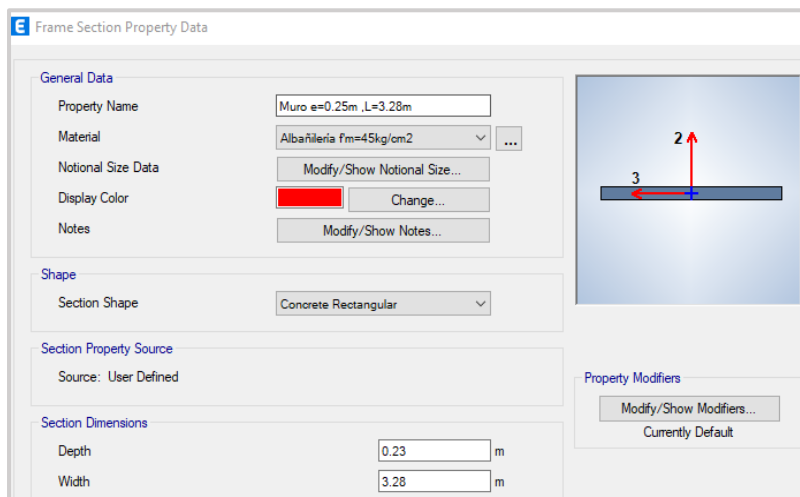 E Frame Section Property Data
General Data
Property Name Muro e=0.25m ,L=3.28m
Material Albañilería f'm=45kg/cm2 ...
Notional Size Data Modify/Show Notional Size...
Display Color Change...
Notes Modify/Show Notes...
Shape
Section Shape Concrete Rectangular
Section Property Source
Source: User Defined
Section Dimensions
Depth 0.23 m
Width 3.28 m
2
3
Property Modifiers
Modify/Show Modifiers...
Currently Default